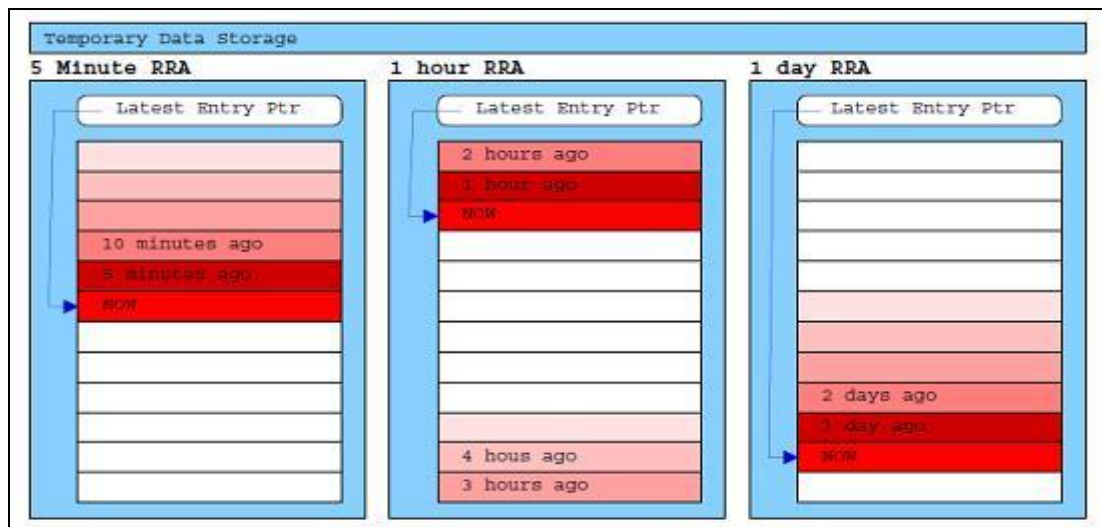 Temporary Data Storage
5 Minute RRA
Latest Entry Ptr
10 minutes ago
5 minutes ago
NOW
1 hour RRA
Latest Entry Ptr
2 hours ago
1 hour ago
NOW
4 hous ago
3 hours ago
1 day RRA
Latest Entry Ptr
2 days ago
day ago
NOW